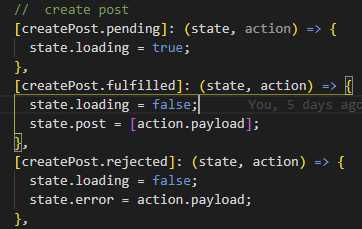 // create post
[createPost.pending]: (state, action) => {
state.loading = true;
},
[createPost.fulfilled]: (state, action) => {
state.loading = false; You, 5 days ago
state.post = [action.payload];
},
[createPost.rejected]: (state, action) => {
state.loading = false;
state.error = action.payload;
},